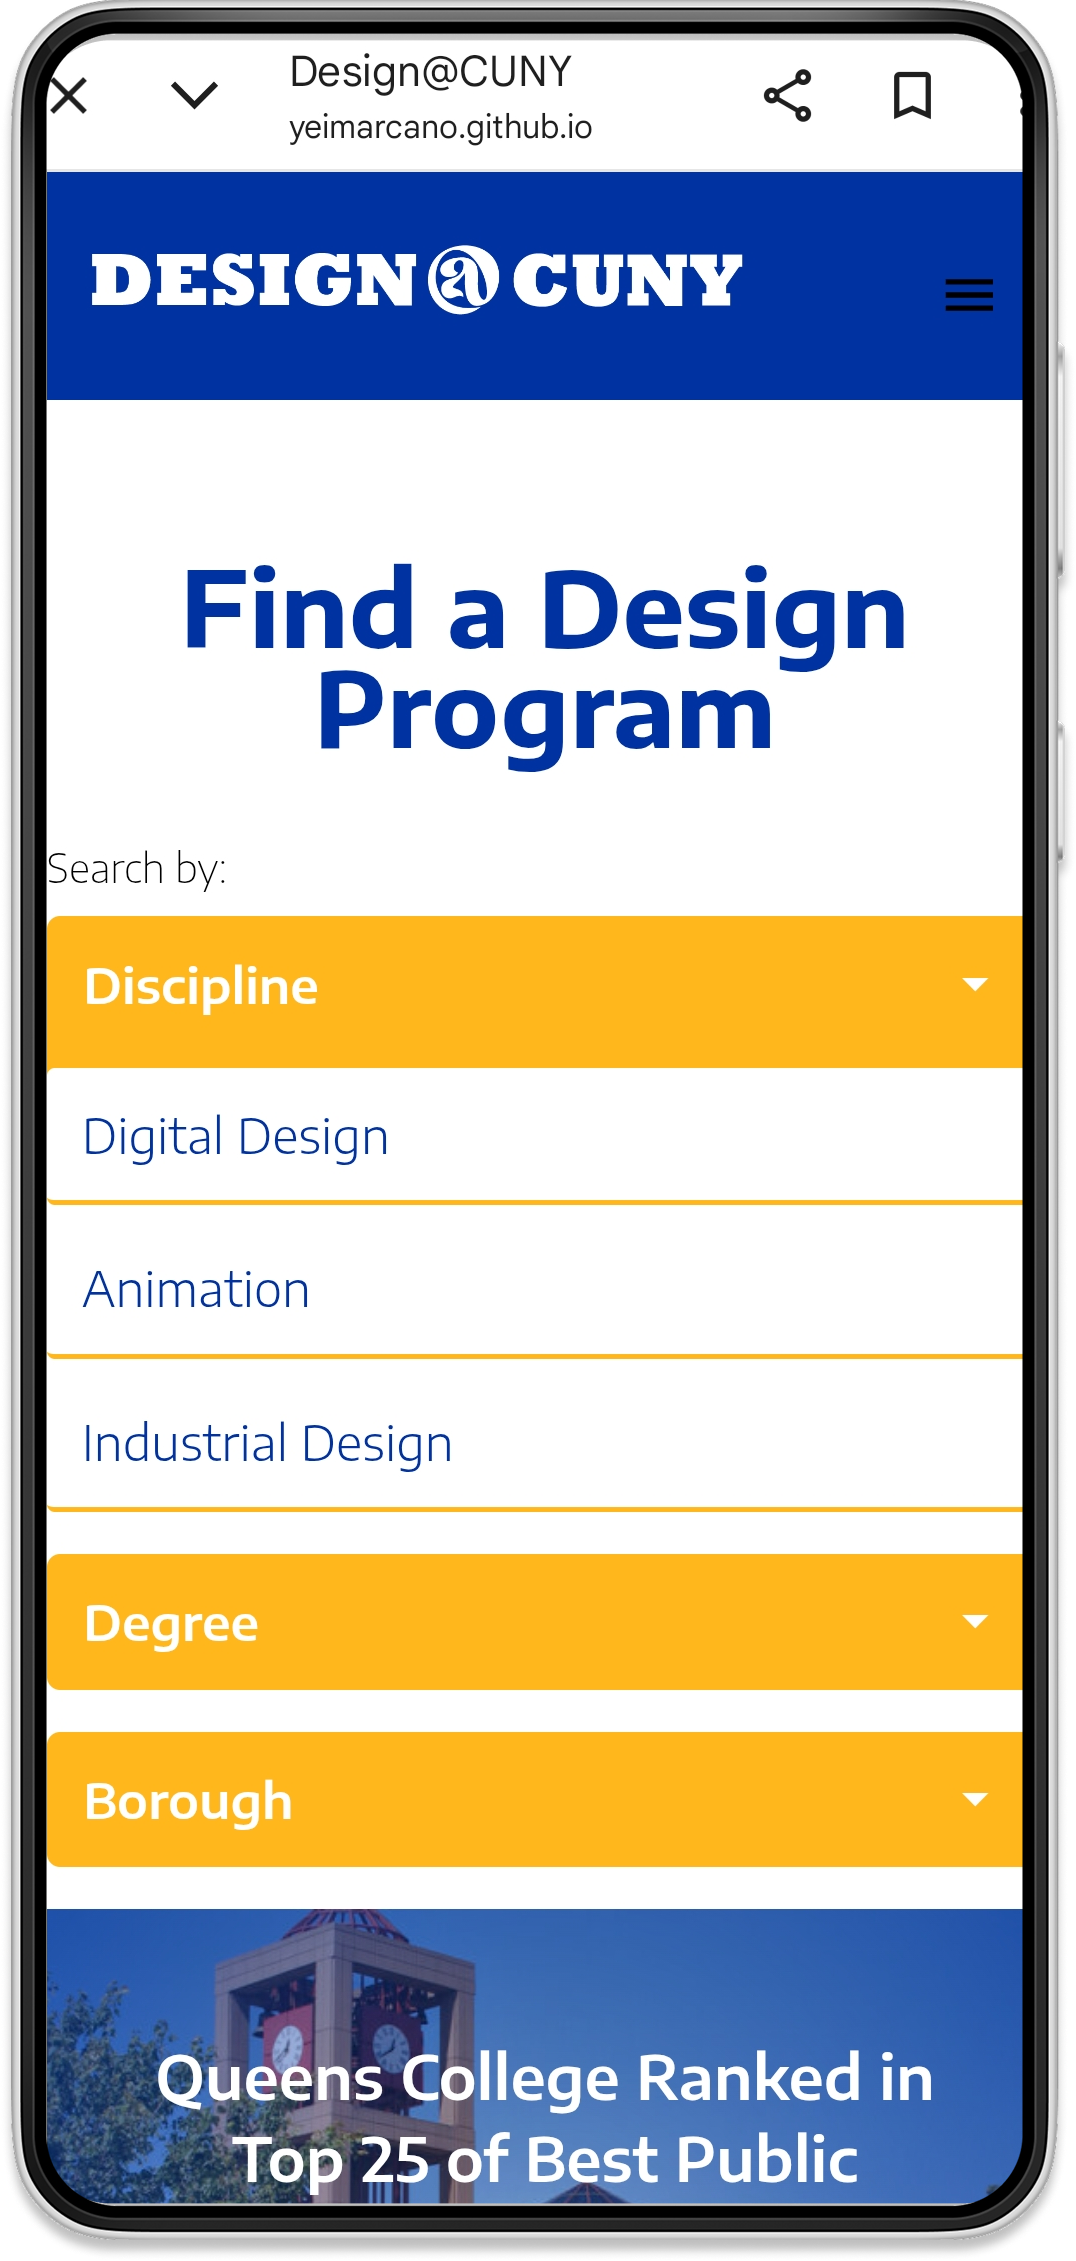 Design@CUNY
yeimarcano.github.io
DESIGN@CUNY
Find a Design
Program
Search by:
Discipline
Digital Design
Animation
Industrial Design
Degree
Borough
Queens College Ranked in
Top 25 of Best Public